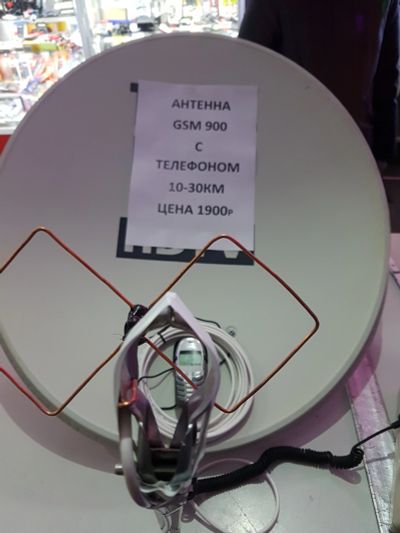 АНТЕННА
GSM 900
С
ТЕЛЕФОНОМ
10-30КМ
ЦЕНА 1900Р